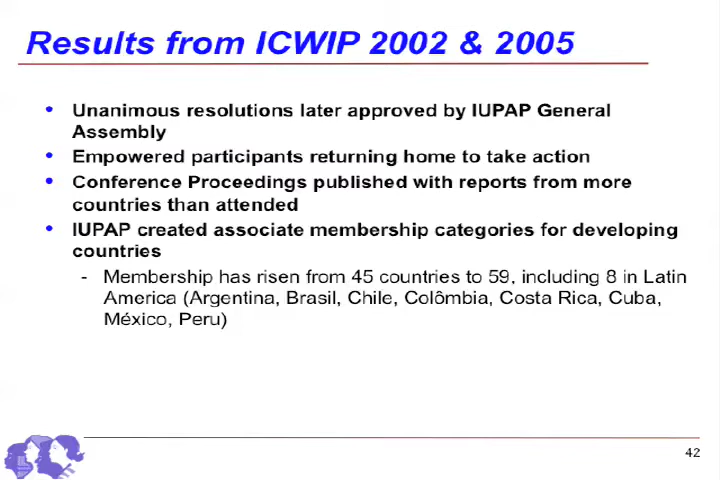 Results from ICWIP 2002 & 2005
• Unanimous resolutions later approved by IUPAP General
Assembly
• Empowered participants returning home to take action
• Conference Proceedings published with reports from more
countries than attended
• IUPAP created associate membership categories for developing
countries
- Membership has risen from 45 countries to 59, including 8 in Latin
America (Argentina, Brasil, Chile, Colômbia, Costa Rica, Cuba,
México, Peru)
42